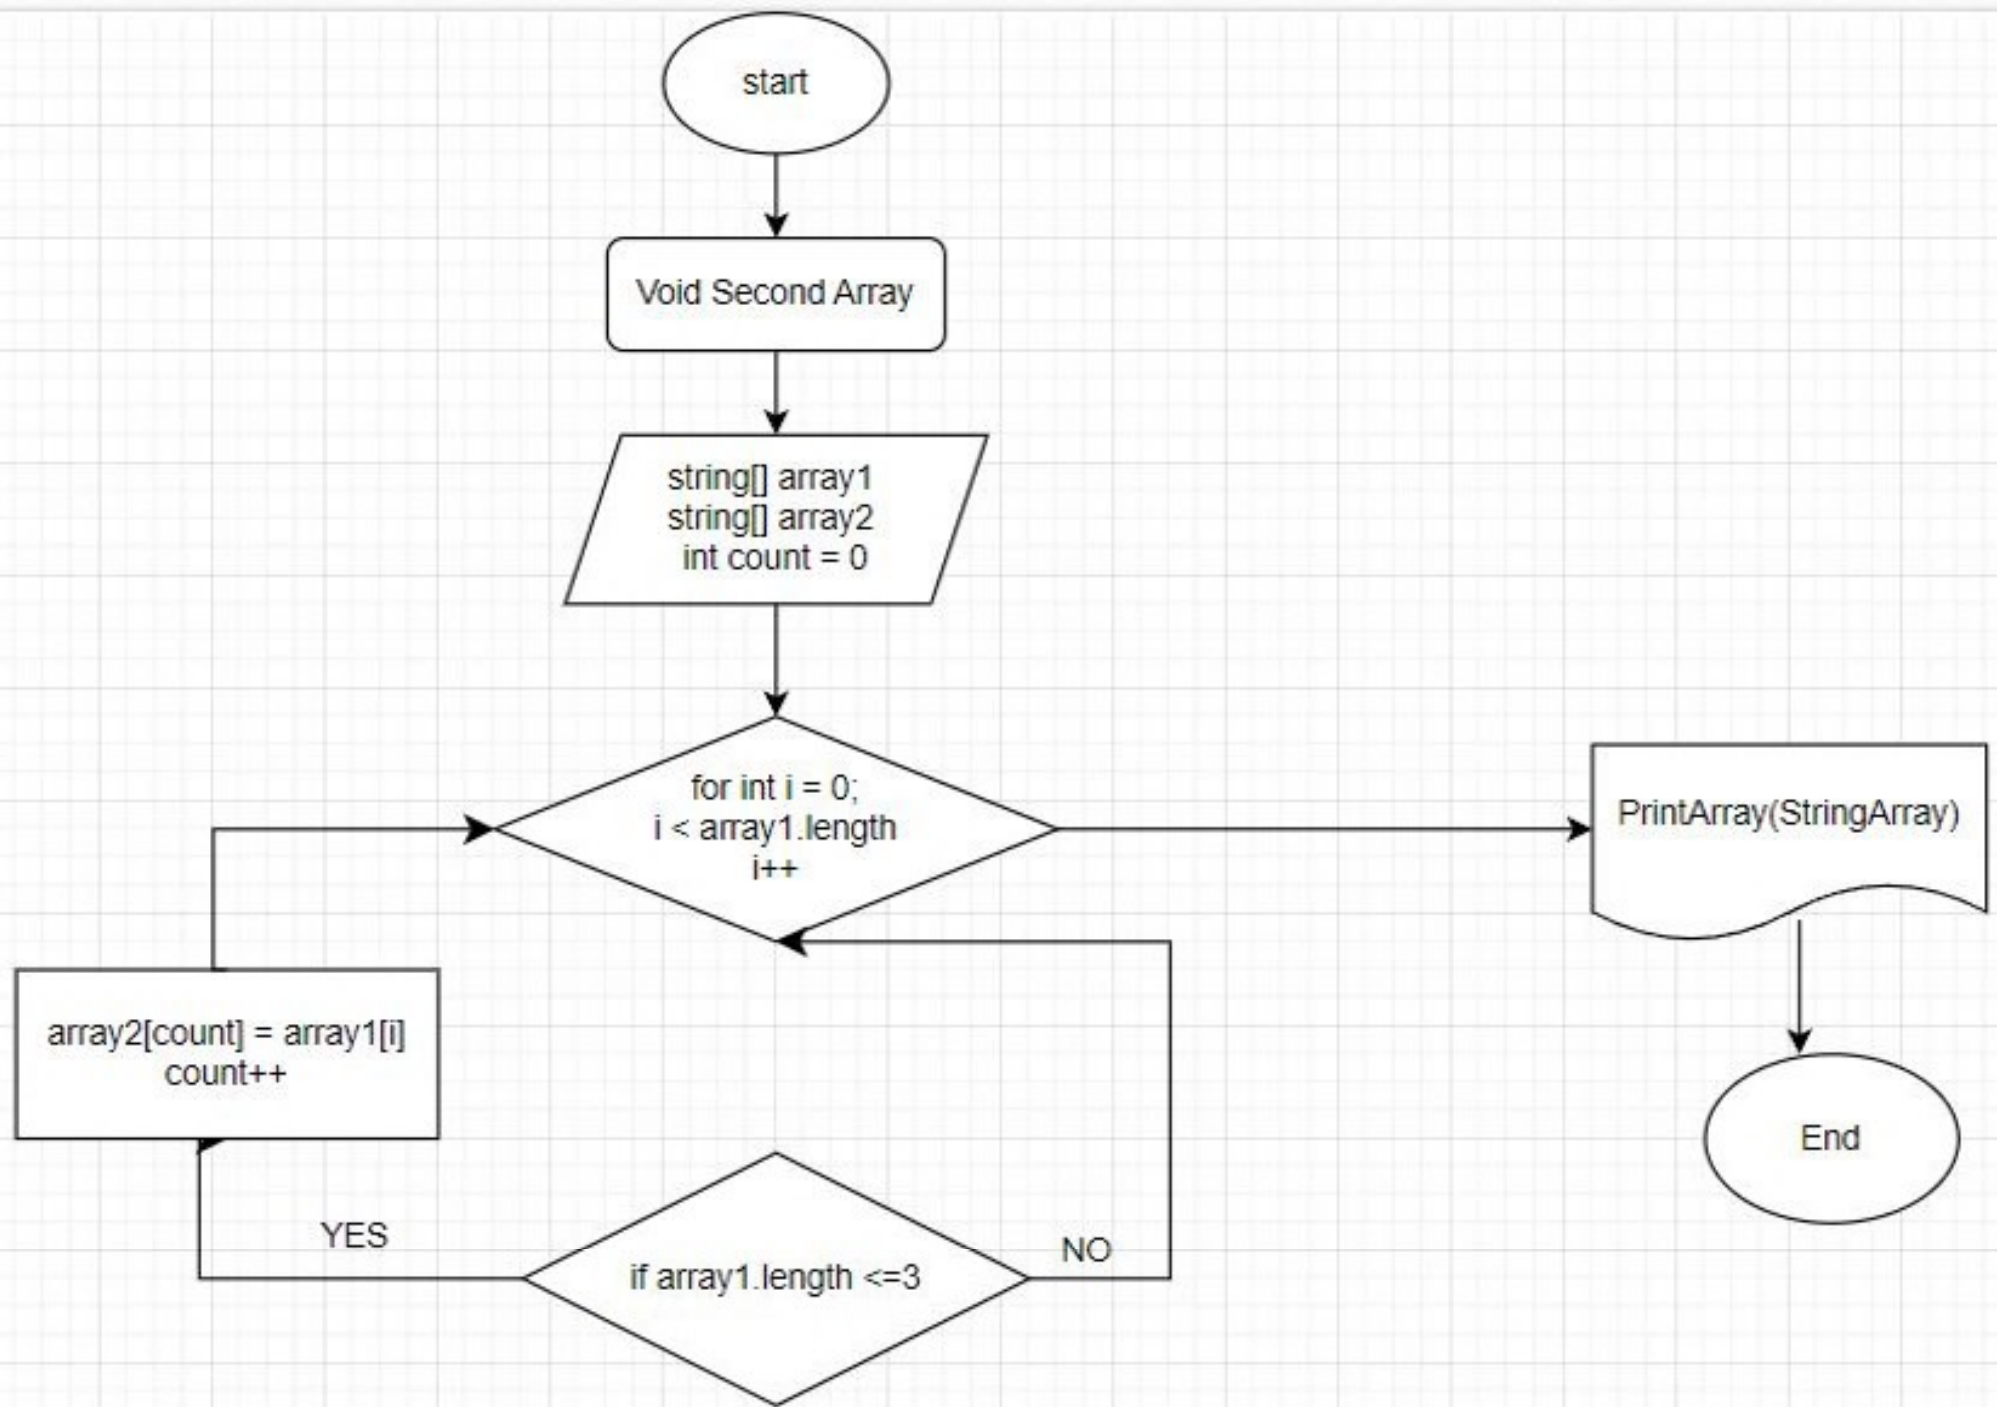 start
Void Second Array
string[] array1
string[] array2
int count = 0
for int i = 0;
i < array1.length
i++
PrintArray(StringArray)
array2[count] = array1[i]
count++
End
YES
NO
if array1.length <=3